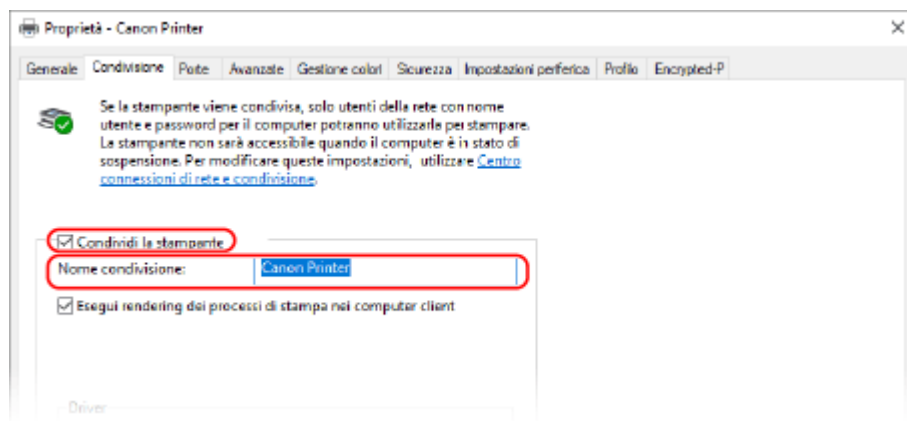 Proprietà - Canon Printer
Generale Condivisione Porte Avanzate Gestione colori Sicurezza Impostazioni periferica Profilo Encrypted-P
Se la stampante viene condivisa, solo utenti della rete con nome
utente e password per il computer potranno utilizzarla per stampare.
La stampante non sarà accessibile quando il computer è in stato di
sospensione. Per modificare queste impostazioni, utilizzare Centro
connessioni di rete e condivisione.
Condividi la stampante
Nome condivisione: Canon Printer
Esegui rendering dei processi di stampa nei computer client
Driver